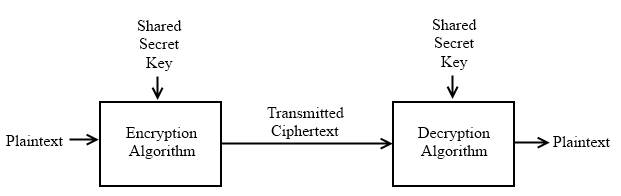 Shared
Secret
Key
Shared
Secret
Key
Plaintext
Encryption
Algorithm
Transmitted
Ciphertext
Decryption
Algorithm
Plaintext